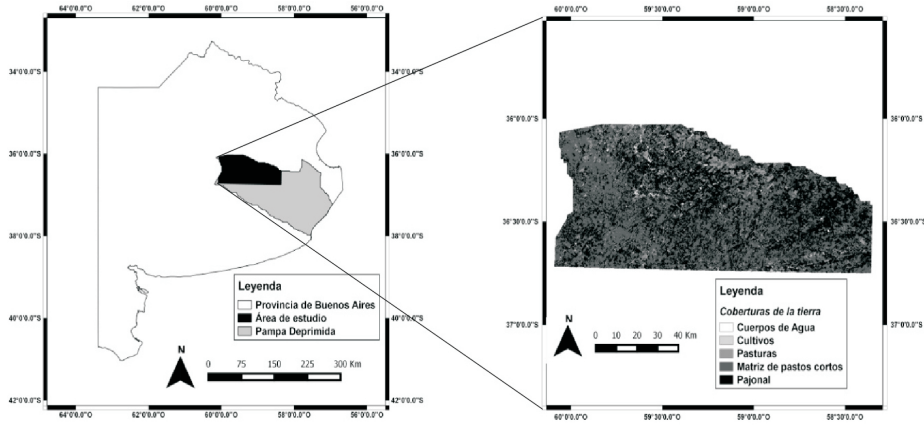 64°0'0.0"O 62°0'0.0"O 60°0'0.0"O 58°0'0.0"O 56°0'0.0"O
34°0'0.0"S
36°0'0.0"S
38°0'0.0"S
40°0'0.0"S
42°0'0.0"S
34°0'0.0"S
36°0'0.0"S
38°0'0.0"S
40°0'0.0"S
42°0'0.0"S
Leyenda
Provincia de Buenos Aires
Área de estudio
Pampa Deprimida
N
0 75 150 225 300 Km
64°0'0.0"O 62°0'0.0"O 60°0'0.0"O 58°0'0.0"O 56°0'0.0"O
60°0'0.0"O 59°30'0.0"O 59°0'0.0"O 58°30'0.0"O
36°0'0.0"S
36°30'0.0"S
37°0'0.0"S
36°0'0.0"S
36°30'0.0"S
37°0'0.0"S
Leyenda
Coberturas de la tierra
Cuerpos de Agua
Cultivos
Pasturas
Matriz de pastos cortos
Pajonal
N
0 10 20 30 40 Km
60°0'0.0"O 59°30'0.0"O 59°0'0.0"O 58°30'0.0"O